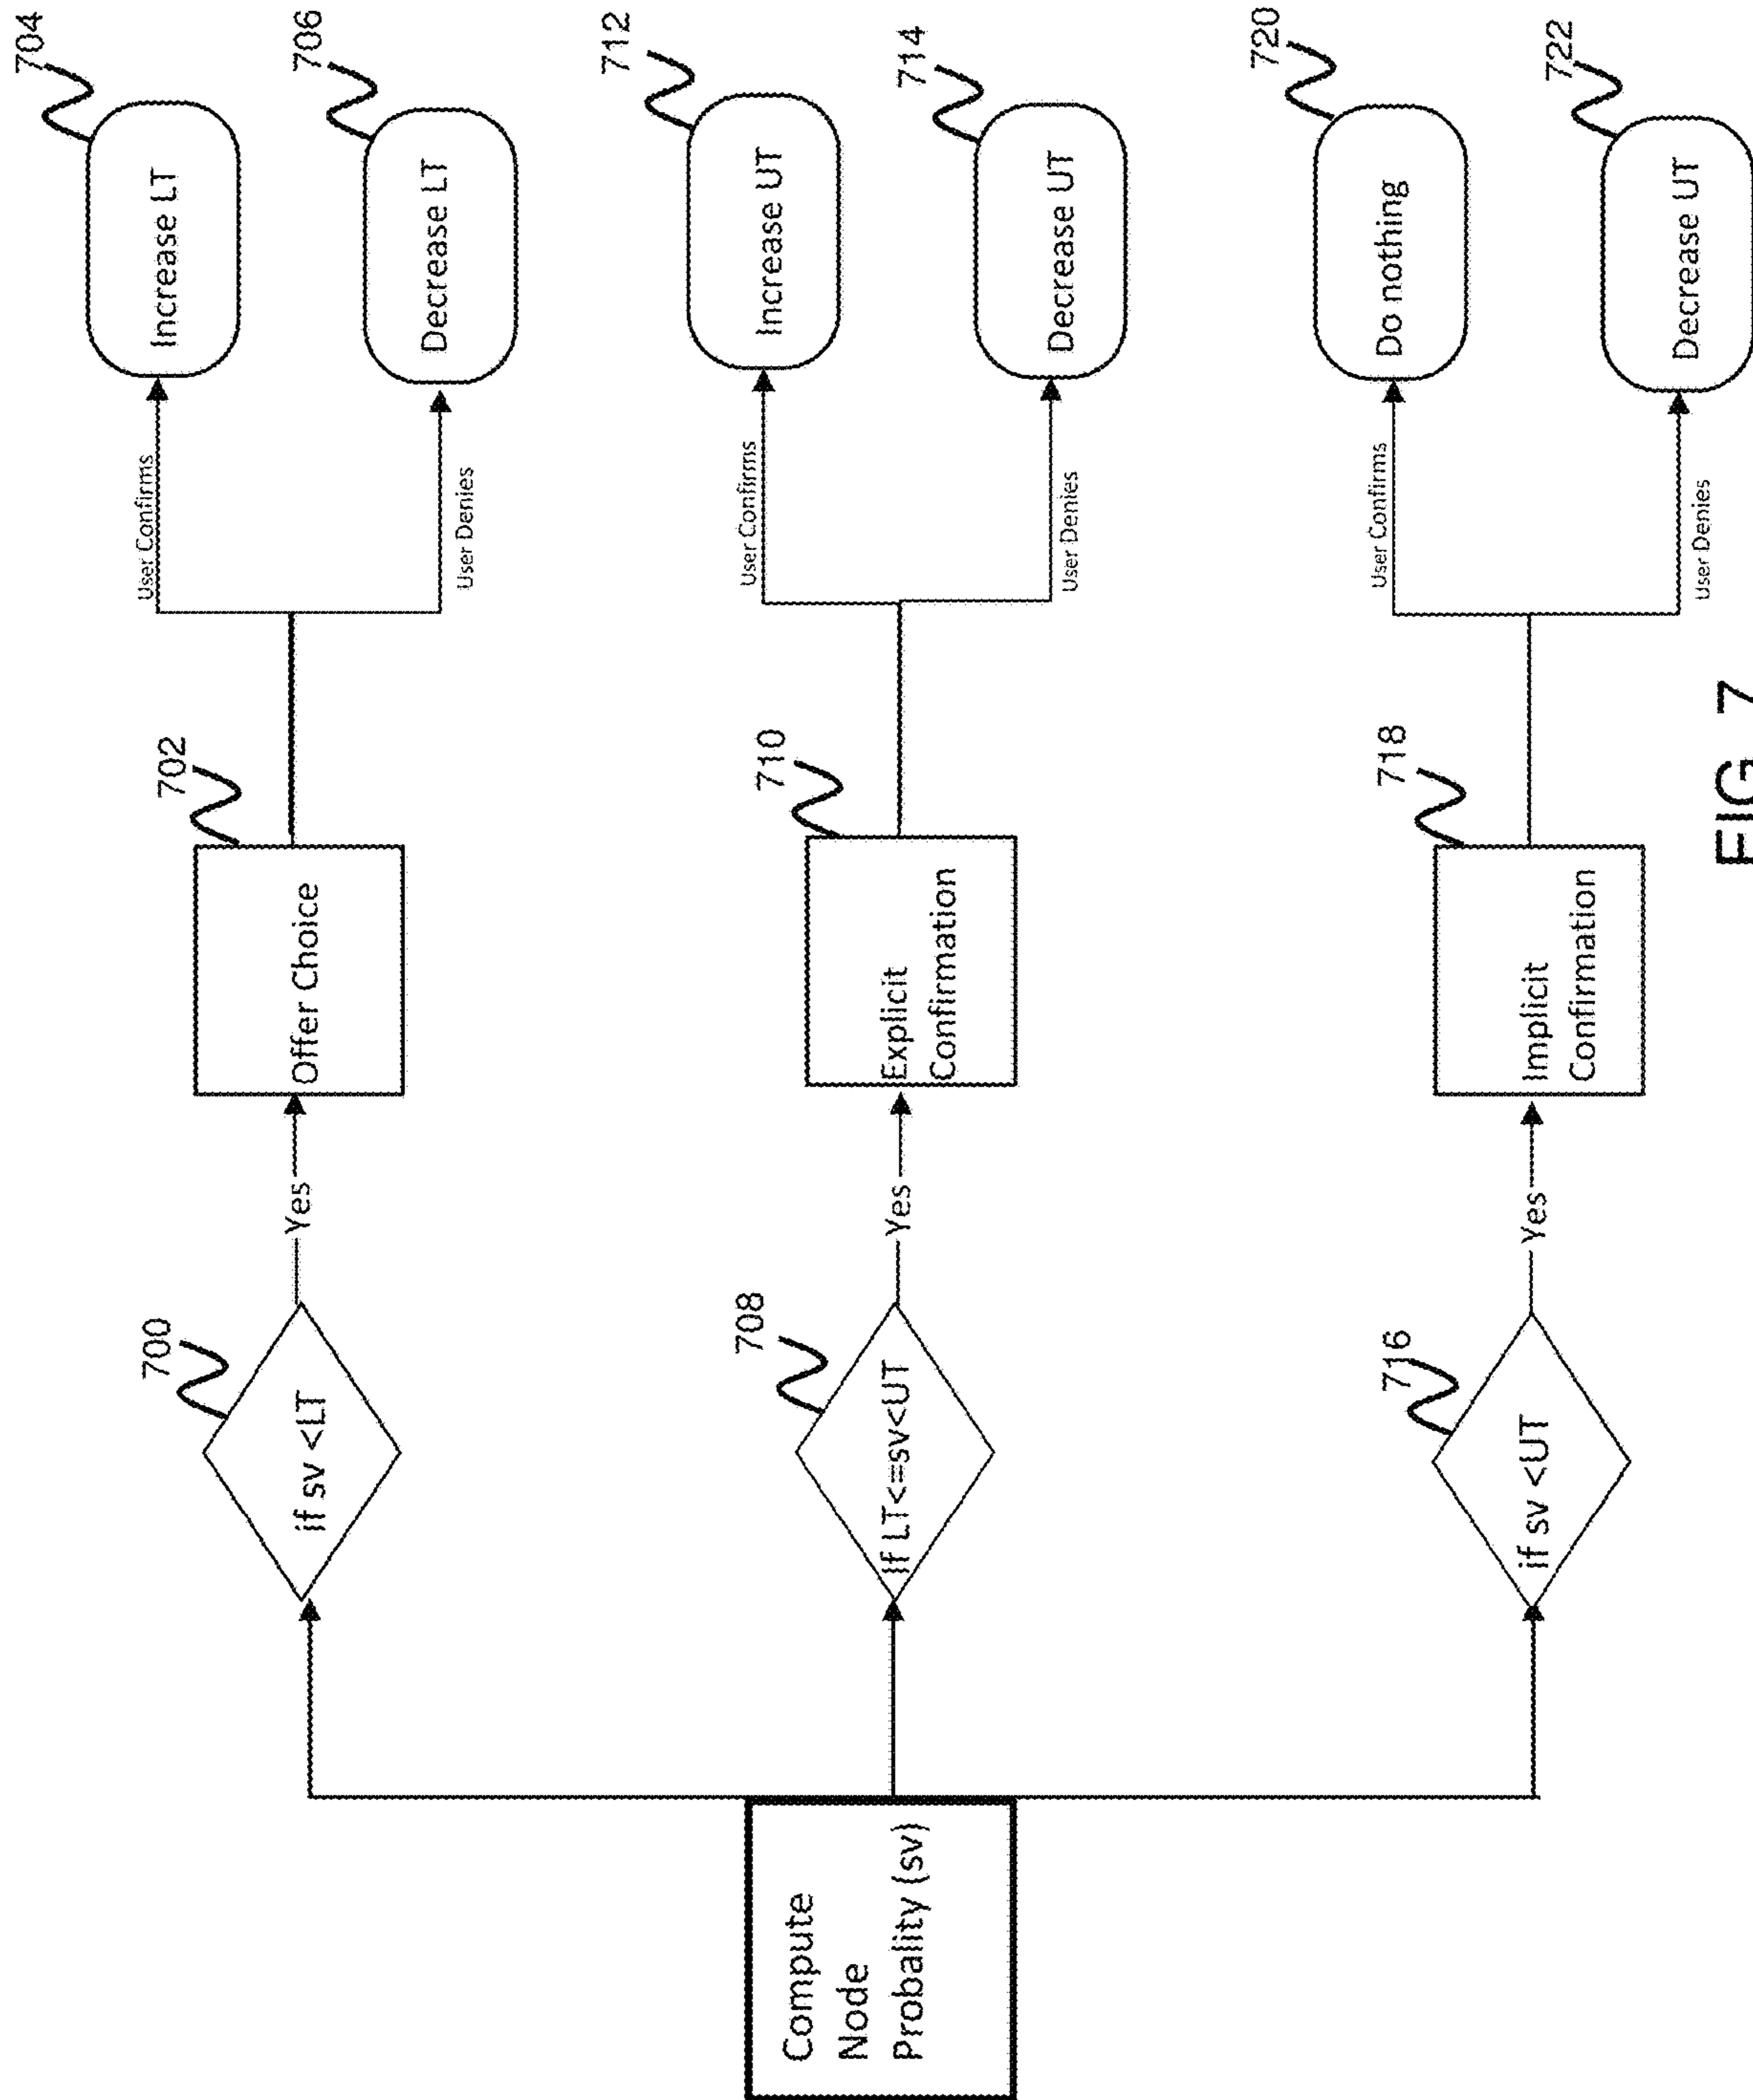 Compute
Node
Probality (sv)
700
if sv <LT
Yes
702
Offer Choice
User Confirms
704
Increase LT
User Denies
706
Decrease LT
708
If LT<=sv<UT
Yes
710
Explicit
Confirmation
User Confirms
712
Increase UT
User Denies
714
Decrease UT
716
if sv <UT
Yes
718
Implicit
Confirmation
User Confirms
720
Do nothing
User Denies
722
Decrease UT
FIG 7